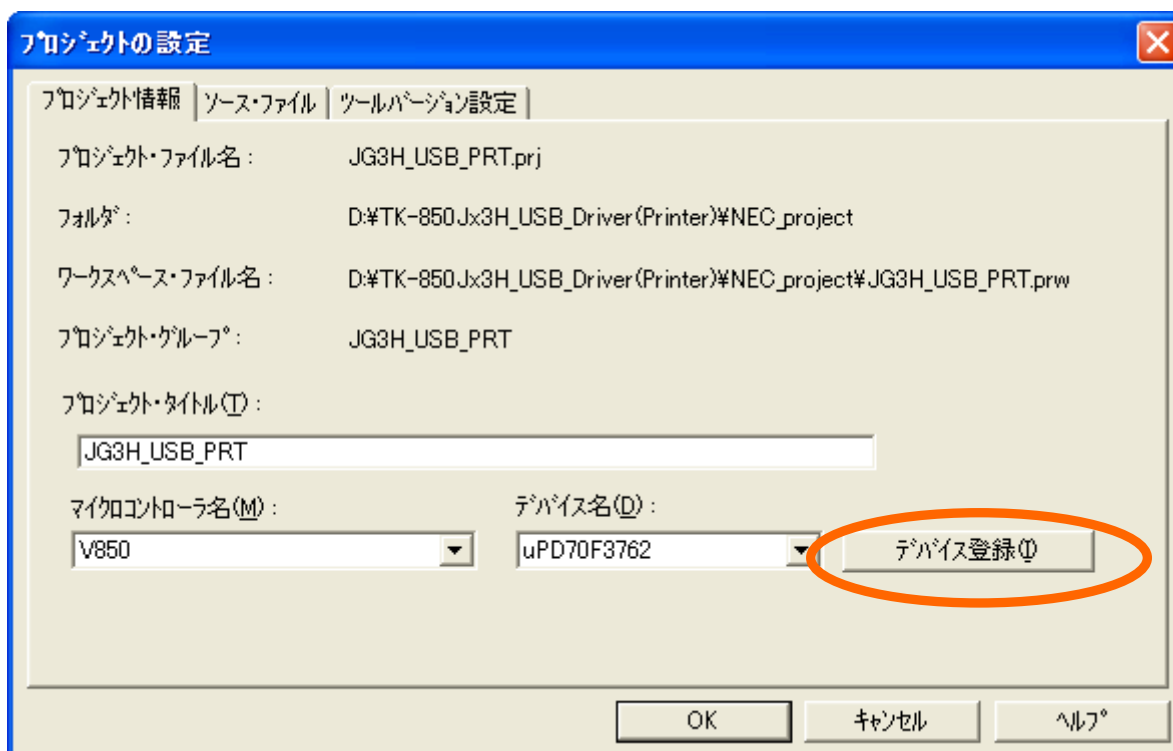 ﾌﾟﾛｼﾞｪｸﾄの設定
ﾌﾟﾛｼﾞｪｸﾄ情報 ｿｰｽ･ﾌｧｲﾙ ﾂｰﾙﾊﾞｰｼﾞｮﾝ設定
ﾌﾟﾛｼﾞｪｸﾄ･ﾌｧｲﾙ名 : JG3H_USB_PRT.prj
ﾌｫﾙﾀﾞ : D:¥TK-850Jx3H_USB_Driver(Printer)¥NEC_project
ﾜｰｸｽﾍﾟｰｽ･ﾌｧｲﾙ名 : D:¥TK-850Jx3H_USB_Driver(Printer)¥NEC_project¥JG3H_USB_PRT.prw
ﾌﾟﾛｼﾞｪｸﾄ･ｸﾞﾙｰﾌﾟ : JG3H_USB_PRT
ﾌﾟﾛｼﾞｪｸﾄ･ﾀｲﾄﾙ(T) :
JG3H_USB_PRT
ﾏｲｸﾛｺﾝﾄﾛｰﾗ名(M) : ﾃﾞﾊﾞｲｽ名(D) :
V850 uPD70F3762 ﾃﾞﾊﾞｲｽ登録(I)
OK ｷｬﾝｾﾙ ﾍﾙﾌﾟ